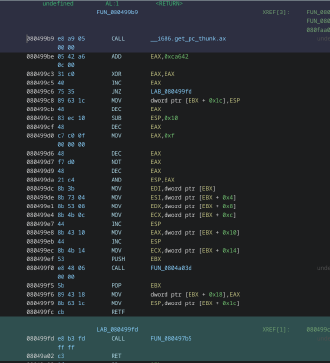 undefined AL:1 <RETURN>
FUN_080499b9 XREF[3]: FUN_080
080499b9 e8 a9 05 CALL __i686.get_pc_thunk.ax
00 00
080499be 05 42 a6 ADD EAX,0xca642
0c 00
080499c3 31 c0 XOR EAX,EAX
080499c5 40 INC EAX
080499c6 75 35 JNZ LAB_080499fd
080499c8 89 63 1c MOV dword ptr [EBX + 0x1c],ESP
080499cb 48 DEC EAX
080499cc 83 ec 10 SUB ESP,0x10
080499cf 48 DEC EAX
080499d0 c7 c0 0f MOV EAX,0xf
00 00 00
080499d6 48 DEC EAX
080499d7 f7 d0 NOT EAX
080499d9 48 DEC EAX
080499da 21 c4 AND ESP,EAX
080499dc 8b 3b MOV EDI,dword ptr [EBX]
080499de 8b 73 04 MOV ESI,dword ptr [EBX + 0x4]
080499e1 8b 53 08 MOV EDX,dword ptr [EBX + 0x8]
080499e4 8b 4b 0c MOV ECX,dword ptr [EBX + 0xc]
080499e7 44 INC ESP
080499e8 8b 43 10 MOV EAX,dword ptr [EBX + 0x10]
080499eb 44 INC ESP
080499ec 8b 4b 14 MOV ECX,dword ptr [EBX + 0x14]
080499ef 53 PUSH EBX
080499f0 e8 48 06 CALL FUN_0804a03d
00 00
080499f5 5b POP EBX
080499f6 89 43 18 MOV dword ptr [EBX + 0x18],EAX
080499f9 8b 63 1c MOV ESP,dword ptr [EBX + 0x1c]
080499fc cb RETF
LAB_080499fd XREF[1]: 080499
080499fd e8 b3 fd CALL FUN_080497b5
ff ff
08049a02 c3 RET